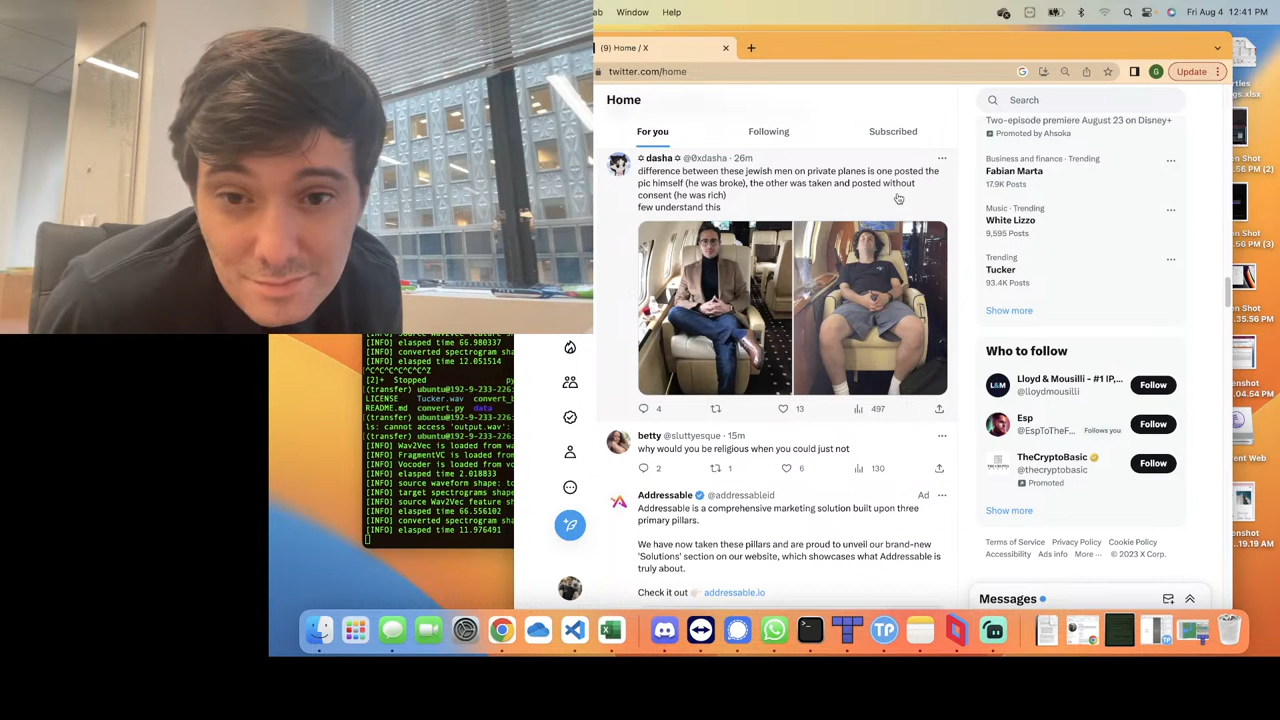 Window Help
Fri Aug 4 12:41 PM
(9) Home / X
twitter.com/home
Update
Home
For you Following Subscribed
dasha @0xdasha · 26m
difference between these jewish men on private planes is one posted the
pic himself (he was broke), the other was taken and posted without
consent (he was rich)
few understand this
4 13 497
betty @sluttyesque · 15m
why would you be religious when you could just not
2 1 6 130
Addressable @addressableid Ad
Addressable is a comprehensive marketing solution built upon three
primary pillars.
We have now taken these pillars and are proud to unveil our brand-new
'Solutions' section on our website, which showcases what Addressable is
truly about.
Check it out addressable.io
Search
Two-episode premiere August 23 on Disney+
Promoted by Ahsoka
Business and finance · Trending
Fabian Marta
17.9K Posts
Music · Trending
White Lizzo
9,595 Posts
Trending
Tucker
93.4K Posts
Show more
Who to follow
Lloyd & Mousilli - #1 IP,...
@lloydmousilli
Follow
Esp
@EspToTheF... Follows you
Follow
TheCryptoBasic
@thecryptobasic
Promoted
Follow
Show more
Terms of Service Privacy Policy Cookie Policy
Accessibility Ads info More ··· © 2023 X Corp.
Messages
[INFO] elasped time 66.980337
[INFO] converted spectrogram sha
[INFO] elasped time 12.051514
^C^C^C^C^C^C^Z
[2]+ Stopped py
(transfer) ubuntu@192-9-233-226:
LICENSE Tucker.wav convert_b
README.md convert.py data
(transfer) ubuntu@192-9-233-226:
ls: cannot access 'output.wav':
(transfer) ubuntu@192-9-233-226:
[INFO] Wav2Vec is loaded from wa
[INFO] FragmentVC is loaded from
[INFO] Vocoder is loaded from vo
[INFO] elasped time 2.018833
[INFO] source waveform shape: to
[INFO] target spectrograms shape
[INFO] source Wav2Vec feature s
[INFO] elasped time 66.556102
[INFO] converted spectrogram sha
[INFO] elasped time 11.976491